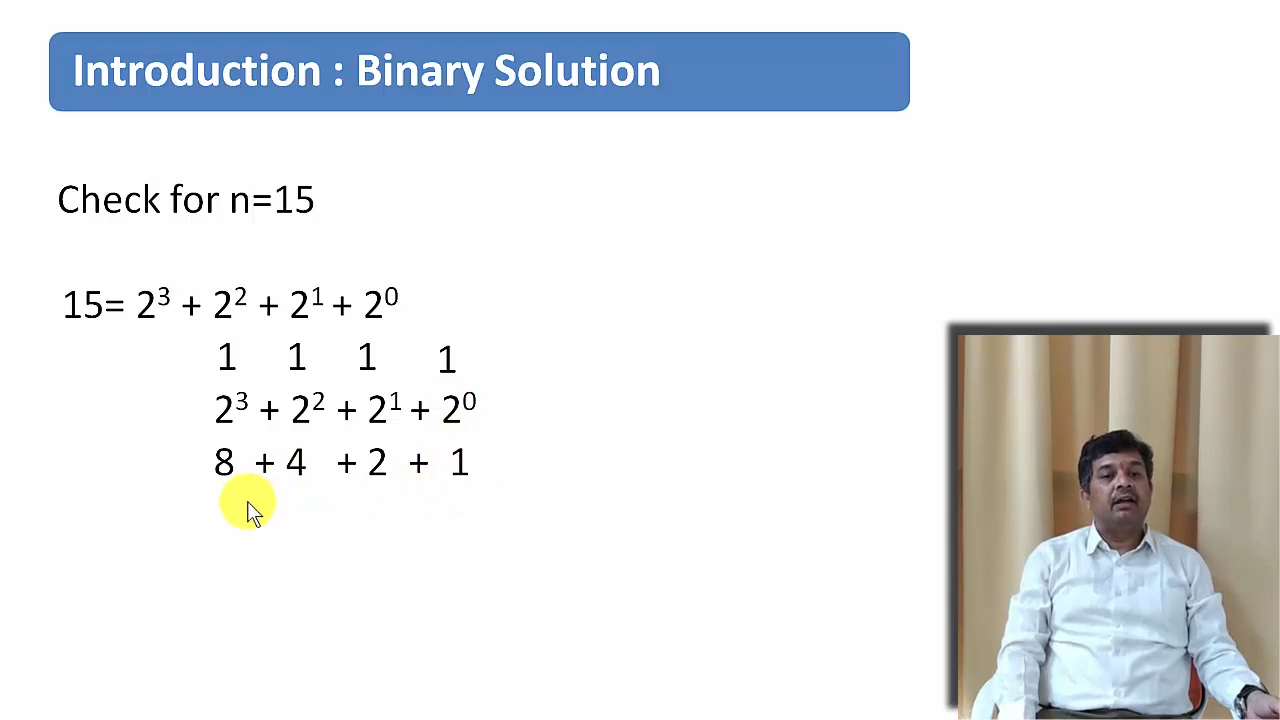 Introduction : Binary Solution
Check for n=15
15= 2³ + 2² + 2¹ + 2⁰
1 1 1 1
2³ + 2² + 2¹ + 2⁰
8 + 4 + 2 + 1